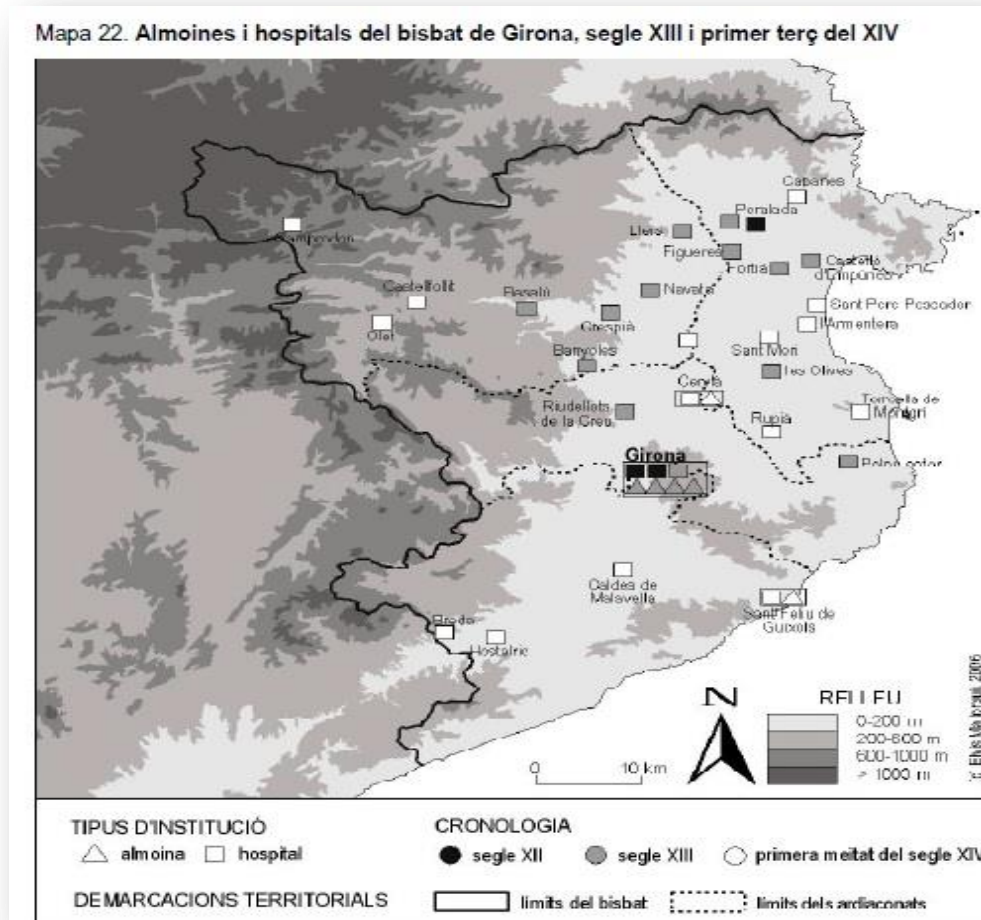 Mapa 22. Almoines i hospitals del bisbat de Girona, segle XIII i primer terç del XIV
Cabanes
Peralada
Llers
Figueres
Fortià
Castelló
d'Empúries
Camprodon
Castellfollit
Besalú
Navata
Crespià
Sant Pere Pescador
l'Armentera
Olot
Sant Mori
Banyoles
les Olives
Cervià
Torroella de
Montgrí
Riudellots
de la Creu
Rupià
Girona
Caldes de
Malavella
Sant Feliu de
Guíxols
Breda
Hostalric
N
RELLEU
0-200 m
200-600 m
600-1000 m
> 1000 m
0 10 km
2006
TIPUS D'INSTITUCIÓ
almoina hospital
CRONOLOGIA
segle XII segle XIII primera meitat del segle XIV
DEMARCACIONS TERRITORIALS
límits del bisbat límits dels ardiaconats